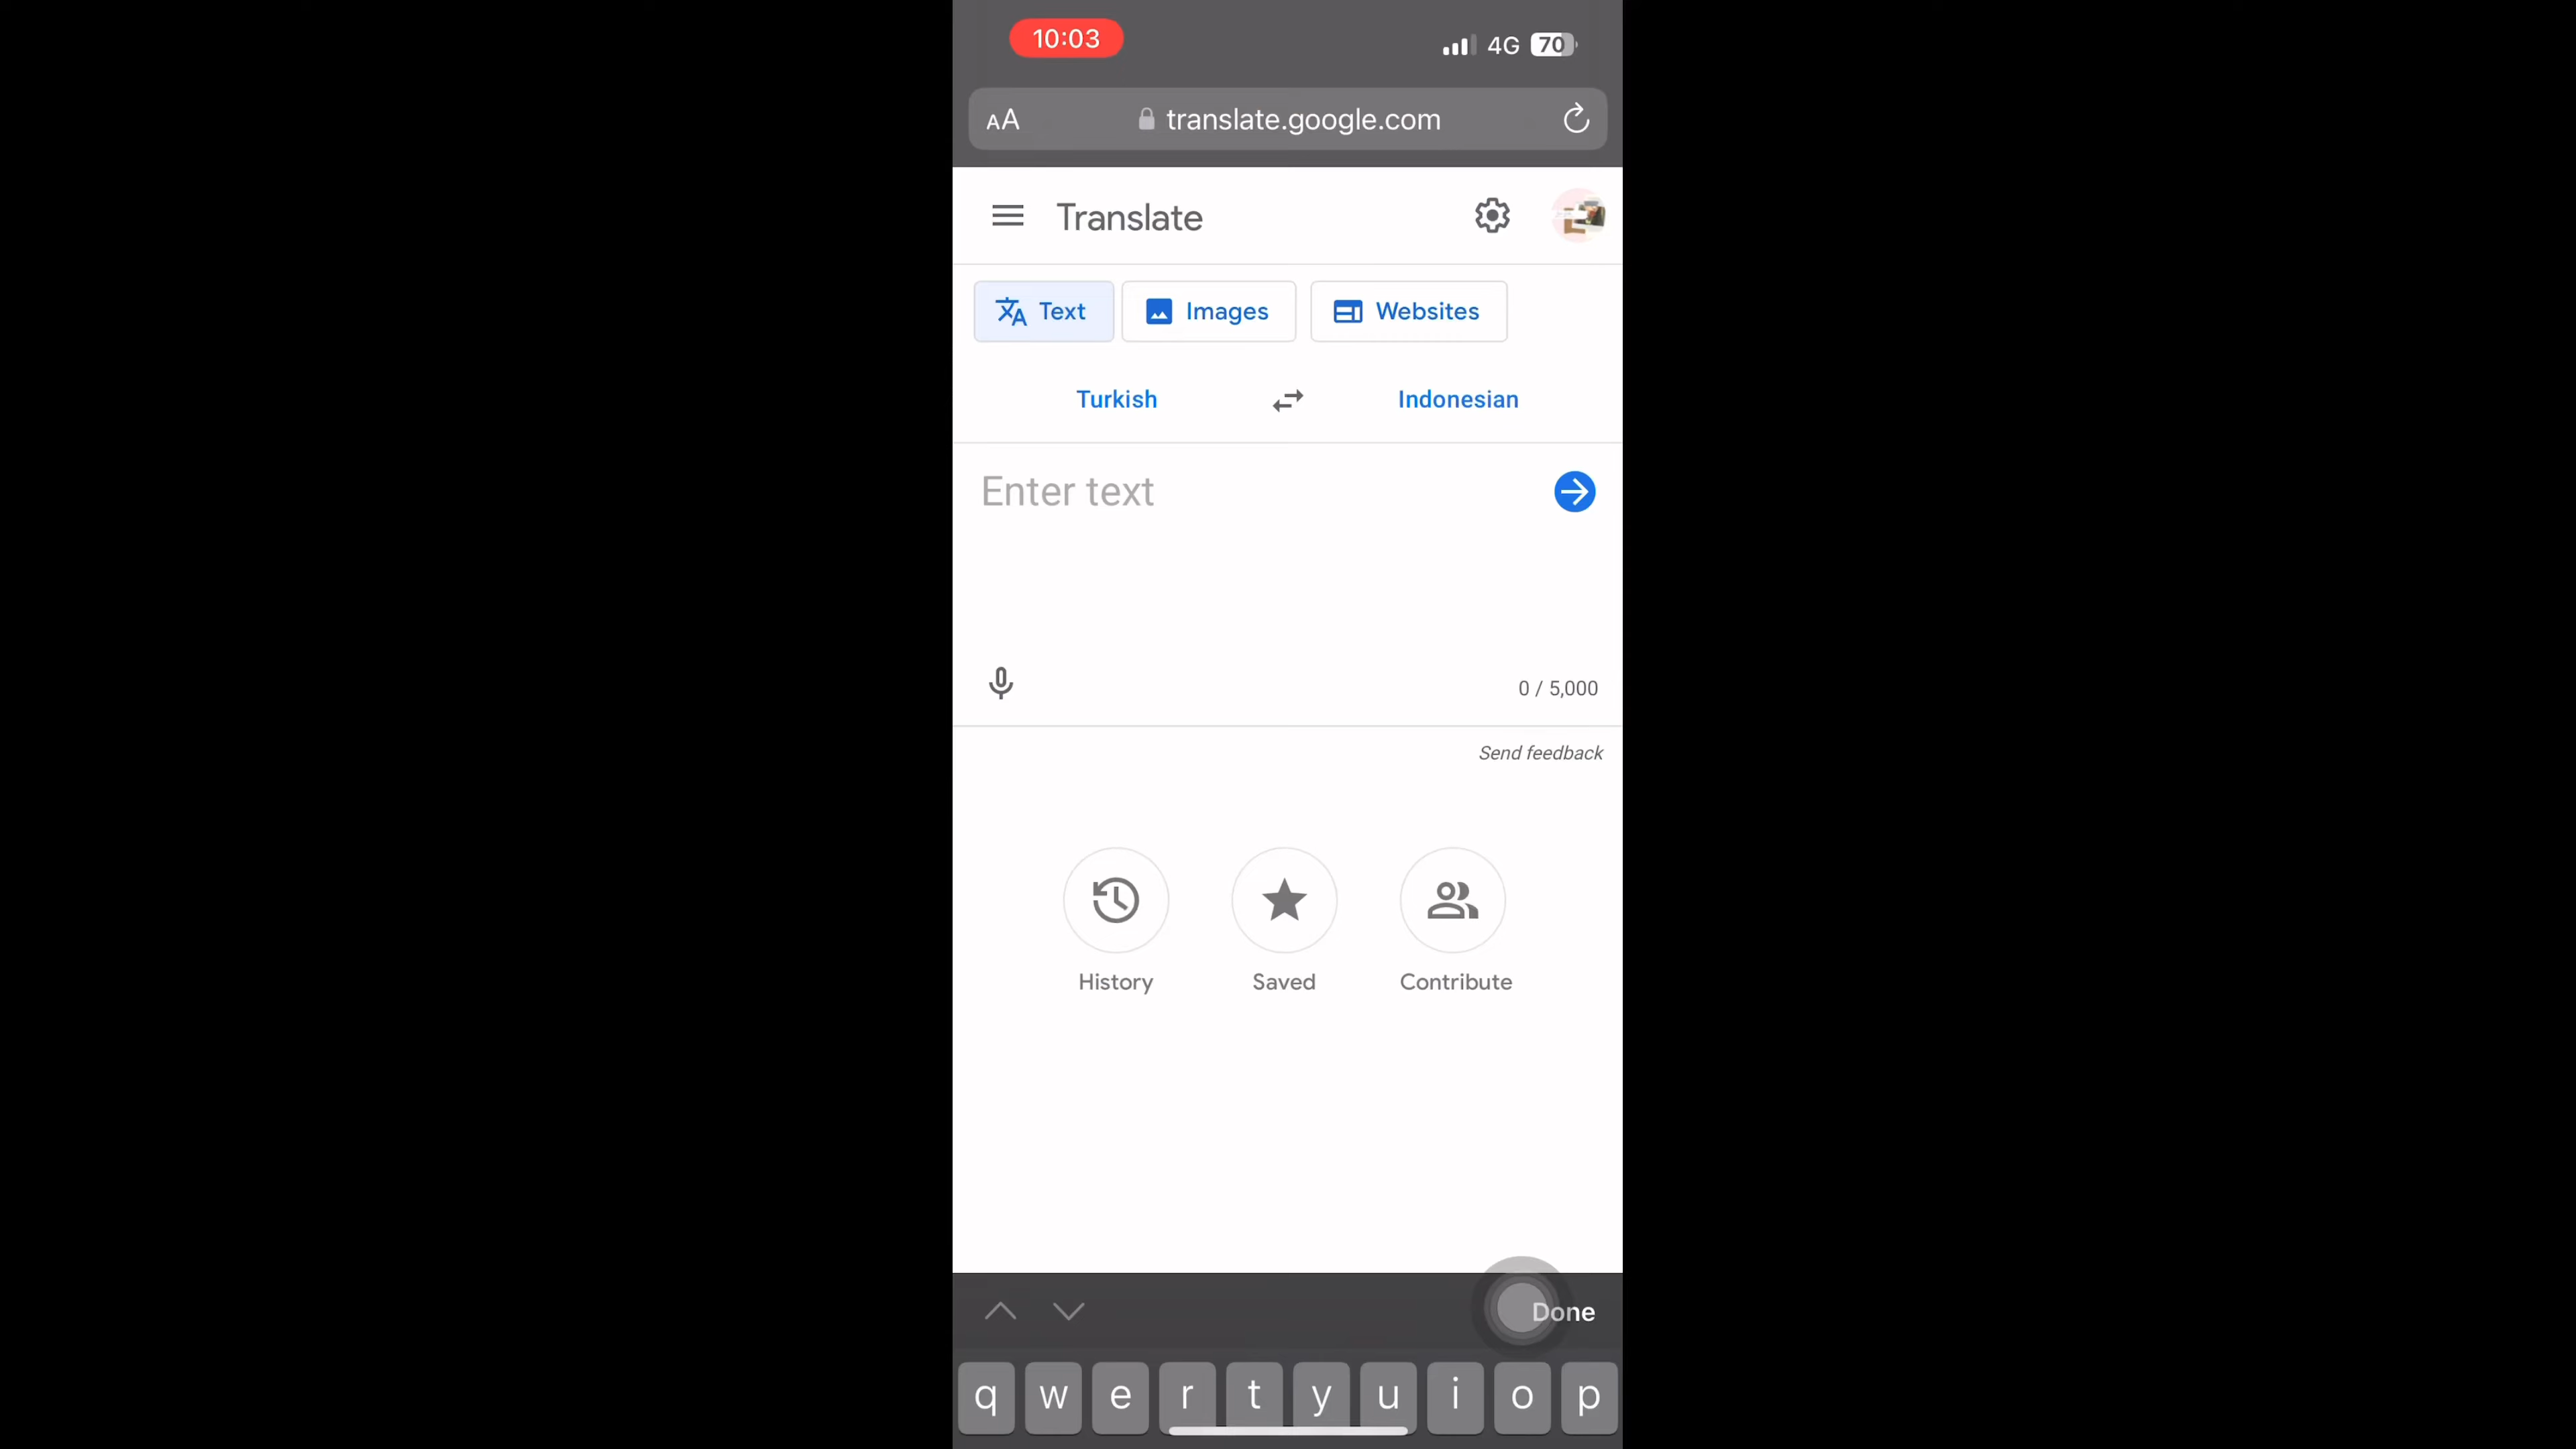 10:03
4G 70
AA translate.google.com
Translate
Text Images Websites
Turkish Indonesian
Enter text
0 / 5,000
Send feedback
History Saved Contribute
Done
q w e r t y u i o p